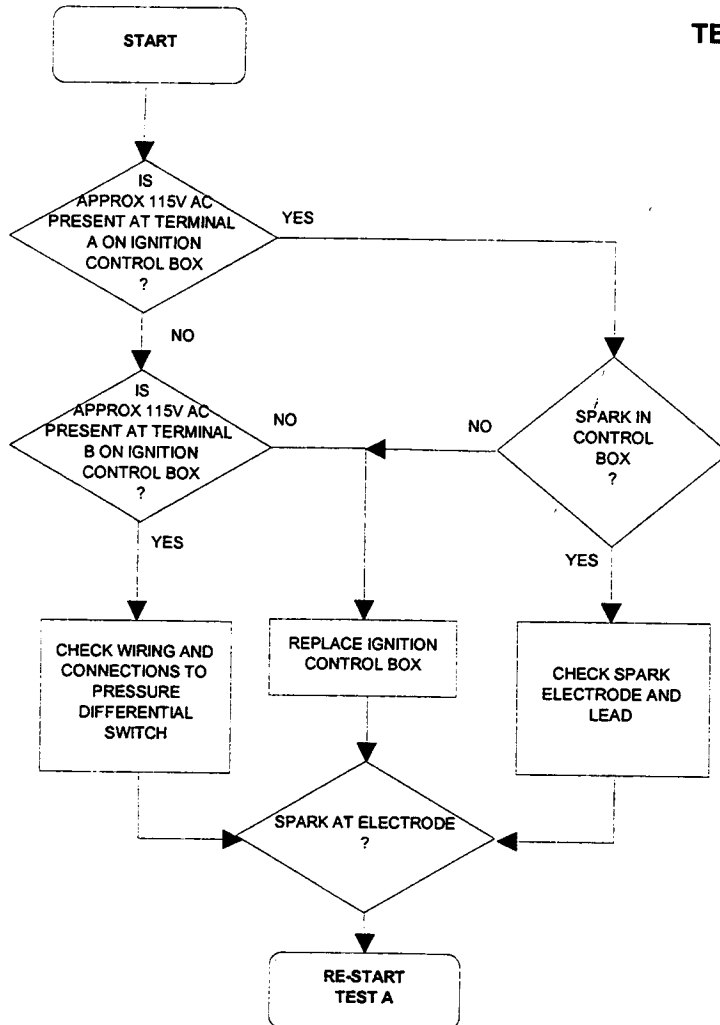 START
TE
IS
APPROX 115V AC
PRESENT AT TERMINAL
A ON IGNITION
CONTROL BOX
?
YES
NO
IS
APPROX 115V AC
PRESENT AT TERMINAL
B ON IGNITION
CONTROL BOX
?
NO
NO
SPARK IN
CONTROL
BOX
?
YES
YES
CHECK WIRING AND
CONNECTIONS TO
PRESSURE
DIFFERENTIAL
SWITCH
REPLACE IGNITION
CONTROL BOX
CHECK SPARK
ELECTRODE AND
LEAD
SPARK AT ELECTRODE
?
RE-START
TEST A